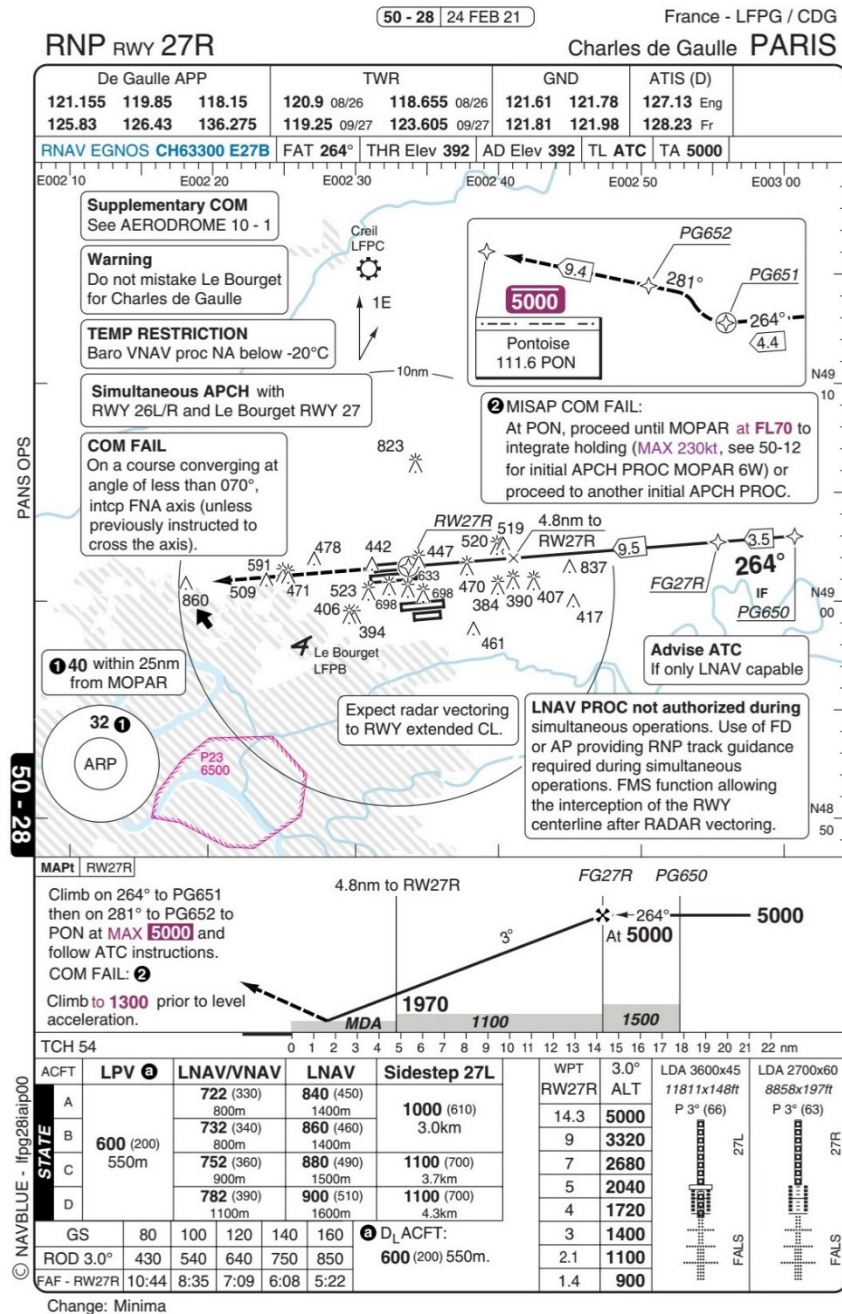 50 - 28 24 FEB 21 France - LFPG / CDG
RNP RWY 27R Charles de Gaulle PARIS
De Gaulle APP TWR GND ATIS (D)
121.155 119.85 118.15 120.9 08/26 118.655 08/26 121.61 121.78 127.13 Eng
125.83 126.43 136.275 119.25 09/27 123.605 09/27 121.81 121.98 128.23 Fr
RNAV EGNOS CH63300 E27B FAT 264° THR Elev 392 AD Elev 392 TL ATC TA 5000
E002 10 E002 20 E002 30 E002 40 E002 50 E003 00
Supplementary COM
See AERODROME 10 - 1
Warning
Do not mistake Le Bourget
for Charles de Gaulle
TEMP RESTRICTION
Baro VNAV proc NA below -20°C
Simultaneous APCH with
RWY 26L/R and Le Bourget RWY 27
COM FAIL
On a course converging at
angle of less than 070°,
intcp FNA axis (unless
previously instructed to
cross the axis).
Creil
LFPC
1E
10nm
PG652
9.4
281°
PG651
5000
264°
4.4
Pontoise
111.6 PON
N49
10
2 MISAP COM FAIL:
At PON, proceed until MOPAR at FL70 to
integrate holding (MAX 230kt, see 50-12
for initial APCH PROC MOPAR 6W) or
proceed to another initial APCH PROC.
PANS OPS
823
RW27R
519
520
4.8nm to
RW27R
478
442
447
9.5
3.5
591
264°
837
633
FG27R
IF
PG650
860
509
471
523
698
698
470
384
390
407
417
N49
00
406
394
461
Le Bourget
LFPB
Advise ATC
If only LNAV capable
1 40 within 25nm
from MOPAR
32 1
ARP
Expect radar vectoring
to RWY extended CL.
LNAV PROC not authorized during
simultaneous operations. Use of FD
or AP providing RNP track guidance
required during simultaneous
operations. FMS function allowing
the interception of the RWY
centerline after RADAR vectoring.
P23
6500
N48
50
50 - 28
MAPt RW27R
Climb on 264° to PG651
then on 281° to PG652 to
PON at MAX 5000 and
follow ATC instructions.
COM FAIL: 2
Climb to 1300 prior to level
acceleration.
4.8nm to RW27R
FG27R PG650
264°
5000
At 5000
3°
1970
MDA 1100 1500
TCH 54 0 1 2 3 4 5 6 7 8 9 10 11 12 13 14 15 16 17 18 19 20 21 22 nm
ACFT LPV a LNAV/VNAV LNAV Sidestep 27L
STATE
A 722 (330) 840 (450)
800m 1400m
1000 (610)
3.0km
B 732 (340) 860 (460)
800m 1400m
600 (200)
550m
C 752 (360) 880 (490) 1100 (700)
900m 1500m 3.7km
D 782 (390) 900 (510) 1100 (700)
1100m 1600m 4.3km
GS 80 100 120 140 160
ROD 3.0° 430 540 640 750 850
FAF - RW27R 10:44 8:35 7:09 6:08 5:22
a DL ACFT:
600 (200) 550m.
WPT 3.0°
RW27R ALT
14.3 5000
9 3320
7 2680
5 2040
4 1720
3 1400
2.1 1100
1.4 900
LDA 3600x45 LDA 2700x60
11811x148ft 8858x197ft
P 3° (66) P 3° (63)
27L 27R
FALS FALS
© NAVBLUE - lfpg28iaip00
Change: Minima